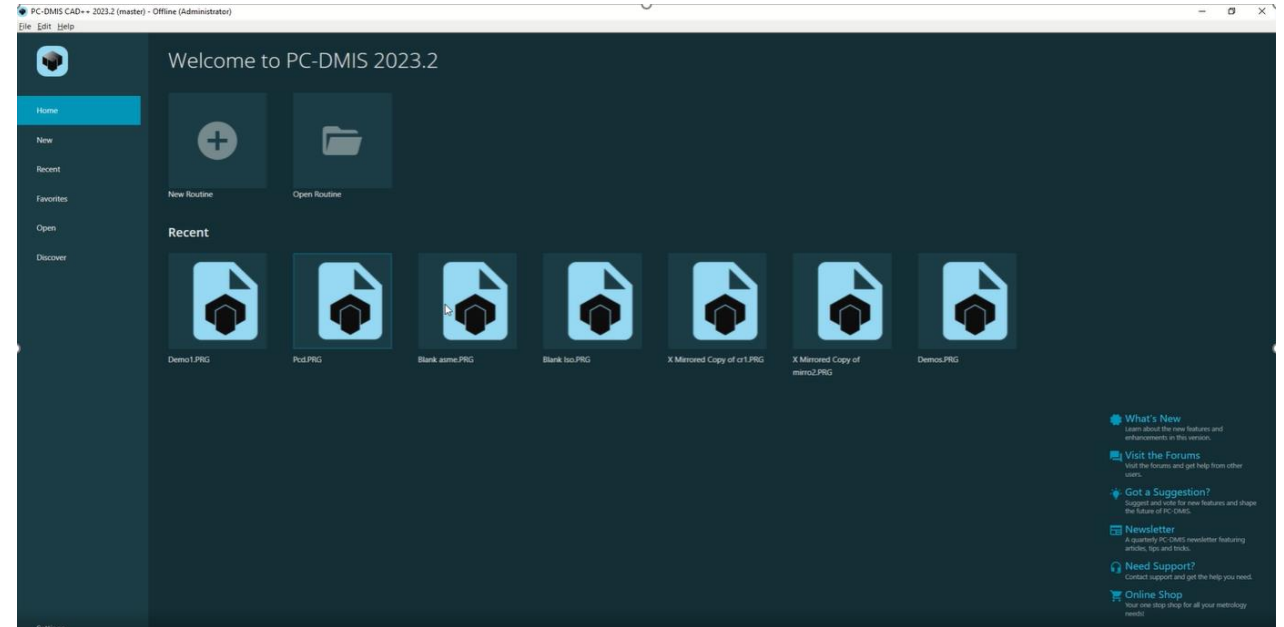 PC-DMIS CAD++ 2023.2 (master) - Offline (Administrator)
File Edit Help
Welcome to PC-DMIS 2023.2
Home
New
Recent
Favorites
Open
Discover
New Routine
Open Routine
Recent
Demo1.PRG
Pcd.PRG
Blank asme.PRG
Blank Iso.PRG
X Mirrored Copy of cr1.PRG
X Mirrored Copy of
mirro2.PRG
Demos.PRG
What's New
Learn about the new features and
enhancements in this version.
Visit the Forums
Visit the forums and get help from other
users.
Got a Suggestion?
Suggest and vote for new features and shape
the future of PC-DMIS.
Newsletter
A quarterly PC-DMIS newsletter featuring
articles, tips and tricks.
Need Support?
Contact support and get the help you need.
Online Shop
Your one stop shop for all your metrology
needs!